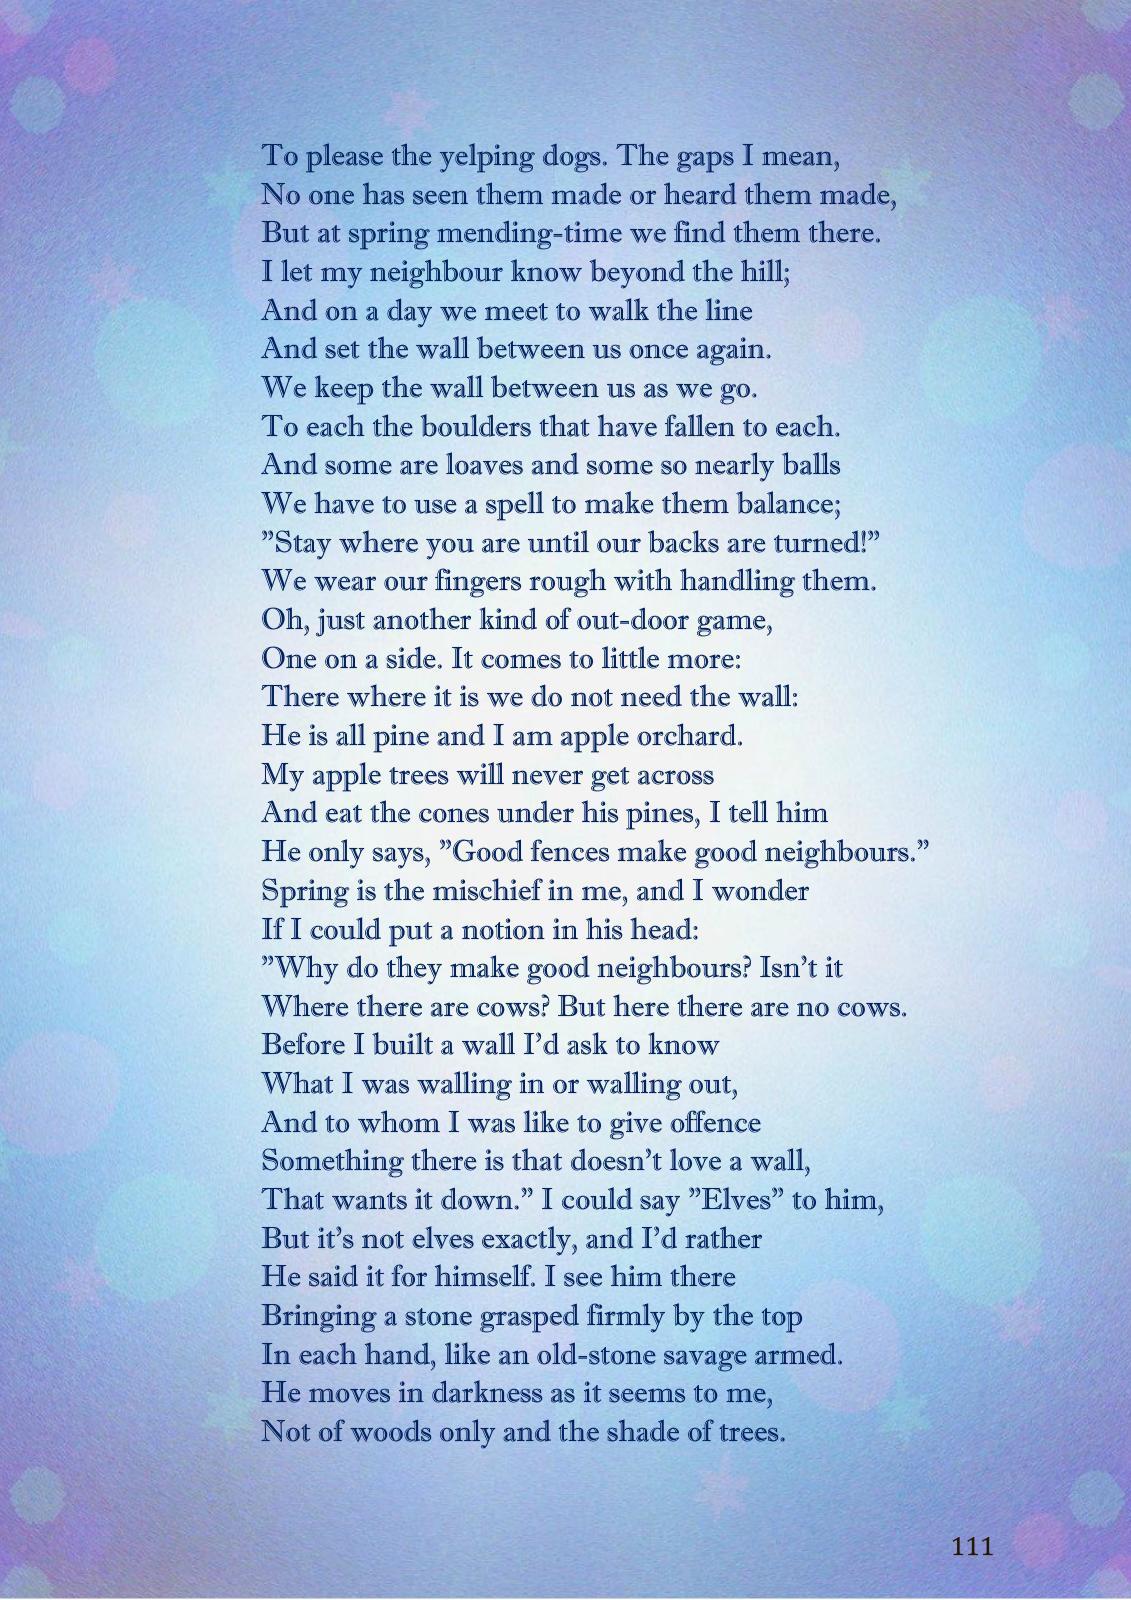 To please the yelping dogs. The gaps I mean,
No one has seen them made or heard them made,
But at spring mending-time we find them there.
I let my neighbour know beyond the hill;
And on a day we meet to walk the line
And set the wall between us once again.
We keep the wall between us as we go.
To each the boulders that have fallen to each.
And some are loaves and some so nearly balls
We have to use a spell to make them balance;
”Stay where you are until our backs are turned!”
We wear our fingers rough with handling them.
Oh, just another kind of out-door game,
One on a side. It comes to little more:
There where it is we do not need the wall:
He is all pine and I am apple orchard.
My apple trees will never get across
And eat the cones under his pines, I tell him
He only says, ”Good fences make good neighbours.”
Spring is the mischief in me, and I wonder
If I could put a notion in his head:
”Why do they make good neighbours? Isn’t it
Where there are cows? But here there are no cows.
Before I built a wall I’d ask to know
What I was walling in or walling out,
And to whom I was like to give offence
Something there is that doesn’t love a wall,
That wants it down.” I could say ”Elves” to him,
But it’s not elves exactly, and I’d rather
He said it for himself. I see him there
Bringing a stone grasped firmly by the top
In each hand, like an old-stone savage armed.
He moves in darkness as it seems to me,
Not of woods only and the shade of trees.
111